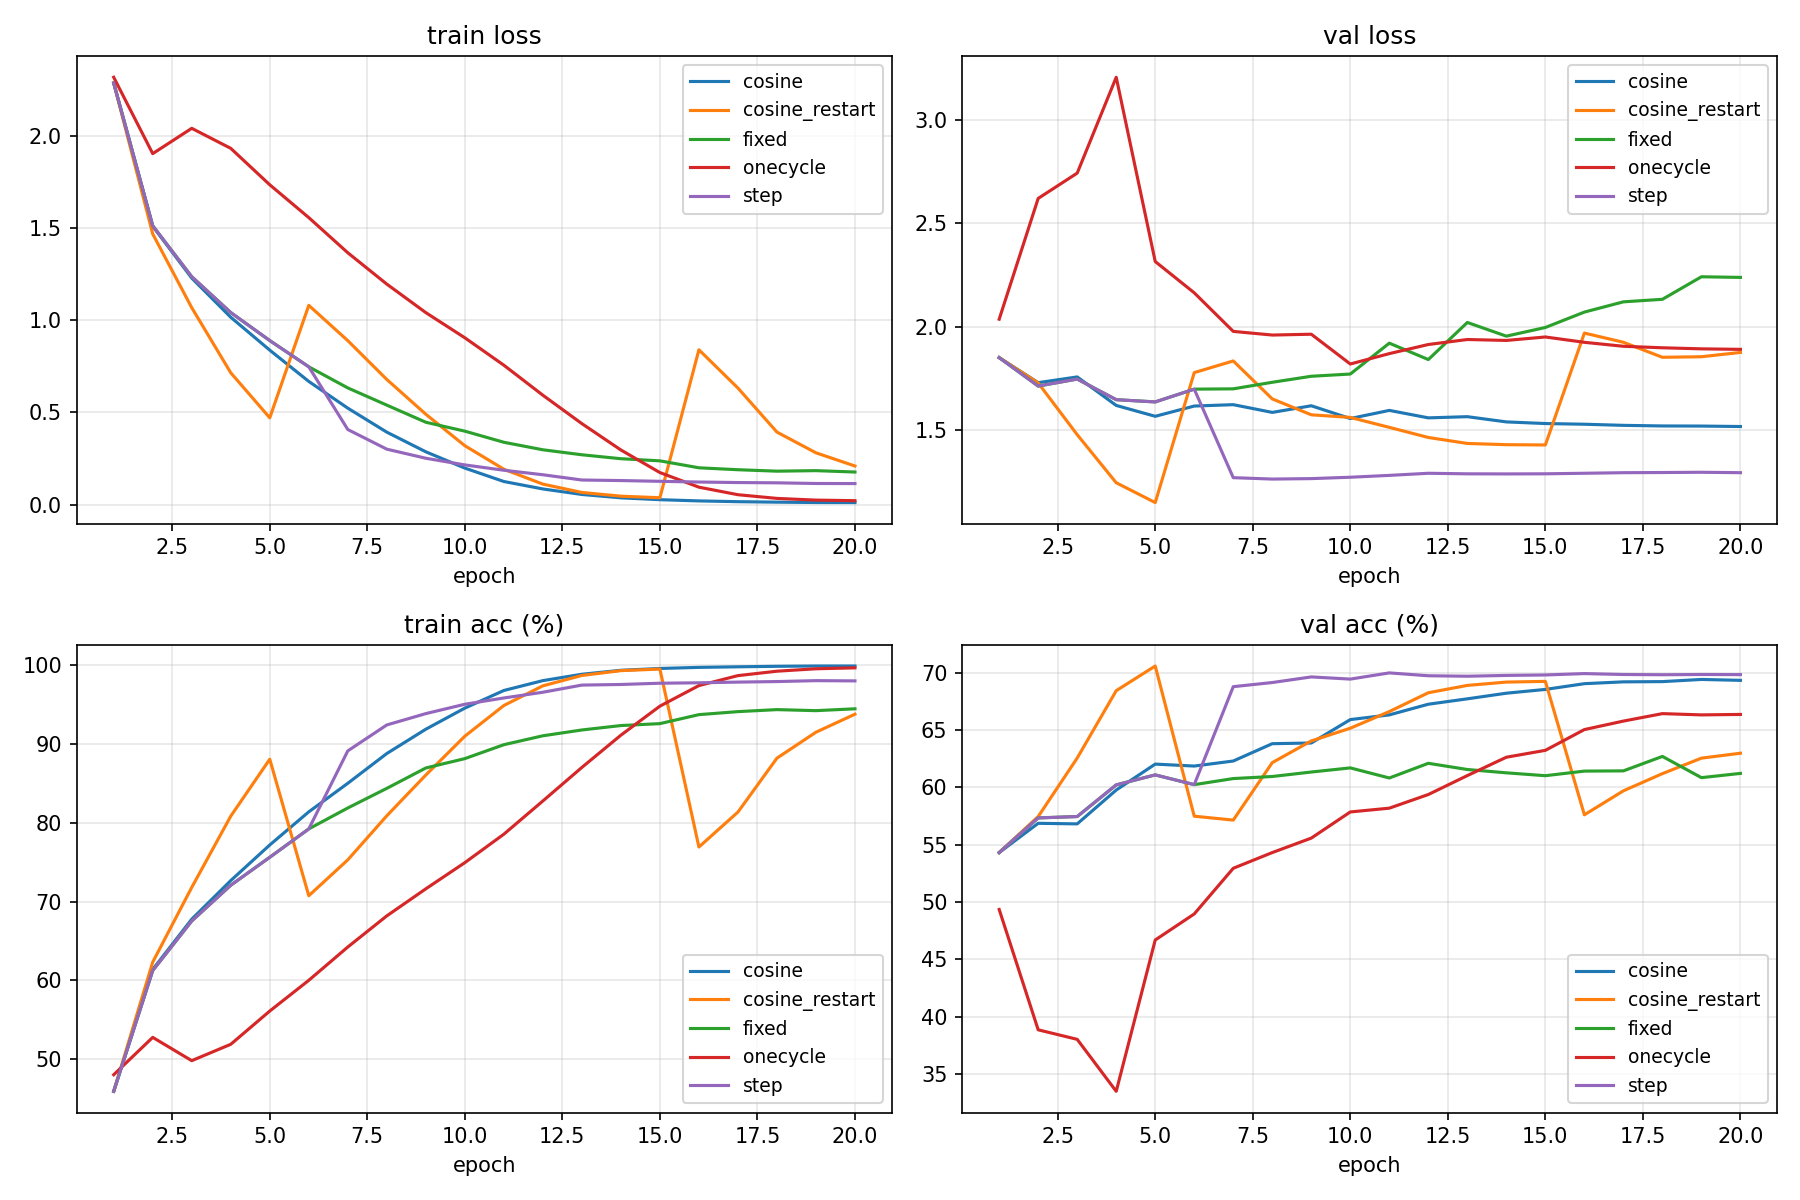 train loss
2.0
1.5
1.0
0.5
0.0
cosine
cosine_restart
fixed
onecycle
step
2.5 5.0 7.5 10.0 12.5 15.0 17.5 20.0
epoch
val loss
3.0
2.5
2.0
1.5
cosine
cosine_restart
fixed
onecycle
step
2.5 5.0 7.5 10.0 12.5 15.0 17.5 20.0
epoch
train acc (%)
100
90
80
70
60
50
cosine
cosine_restart
fixed
onecycle
step
2.5 5.0 7.5 10.0 12.5 15.0 17.5 20.0
epoch
val acc (%)
70
65
60
55
50
45
40
35
cosine
cosine_restart
fixed
onecycle
step
2.5 5.0 7.5 10.0 12.5 15.0 17.5 20.0
epoch